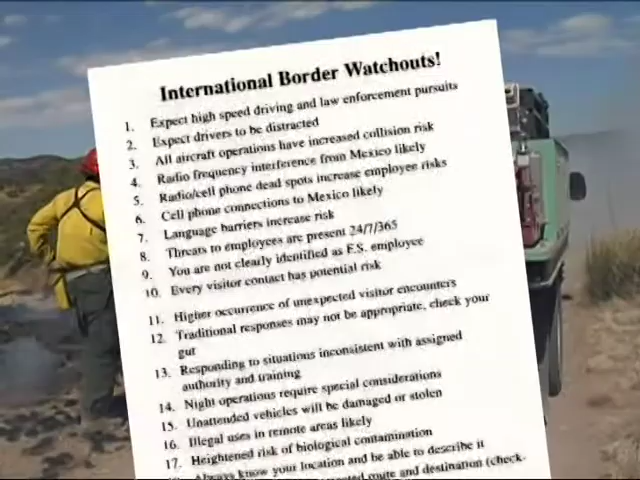 International Border Watchouts!
1. Expect high speed driving and law enforcement pursuits
2. Expect drivers to be distracted
3. All aircraft operations have increased collision risk
4. Radio frequency interference from Mexico likely
5. Radio/cell phone dead spots increase employee risks
6. Cell phone connections to Mexico likely
7. Language barriers increase risk
8. Threats to employees are present 24/7/365
9. You are not clearly identified as F.S. employee
10. Every visitor contact has potential risk
11. Higher occurrence of unexpected visitor encounters
12. Traditional responses may not be appropriate, check your
gut
13. Responding to situations inconsistent with assigned
authority and training
14. Night operations require special considerations
15. Unattended vehicles will be damaged or stolen
16. Illegal uses in remote areas likely
17. Heightened risk of biological contamination
Always know your location and be able to describe it
route and destination (check-